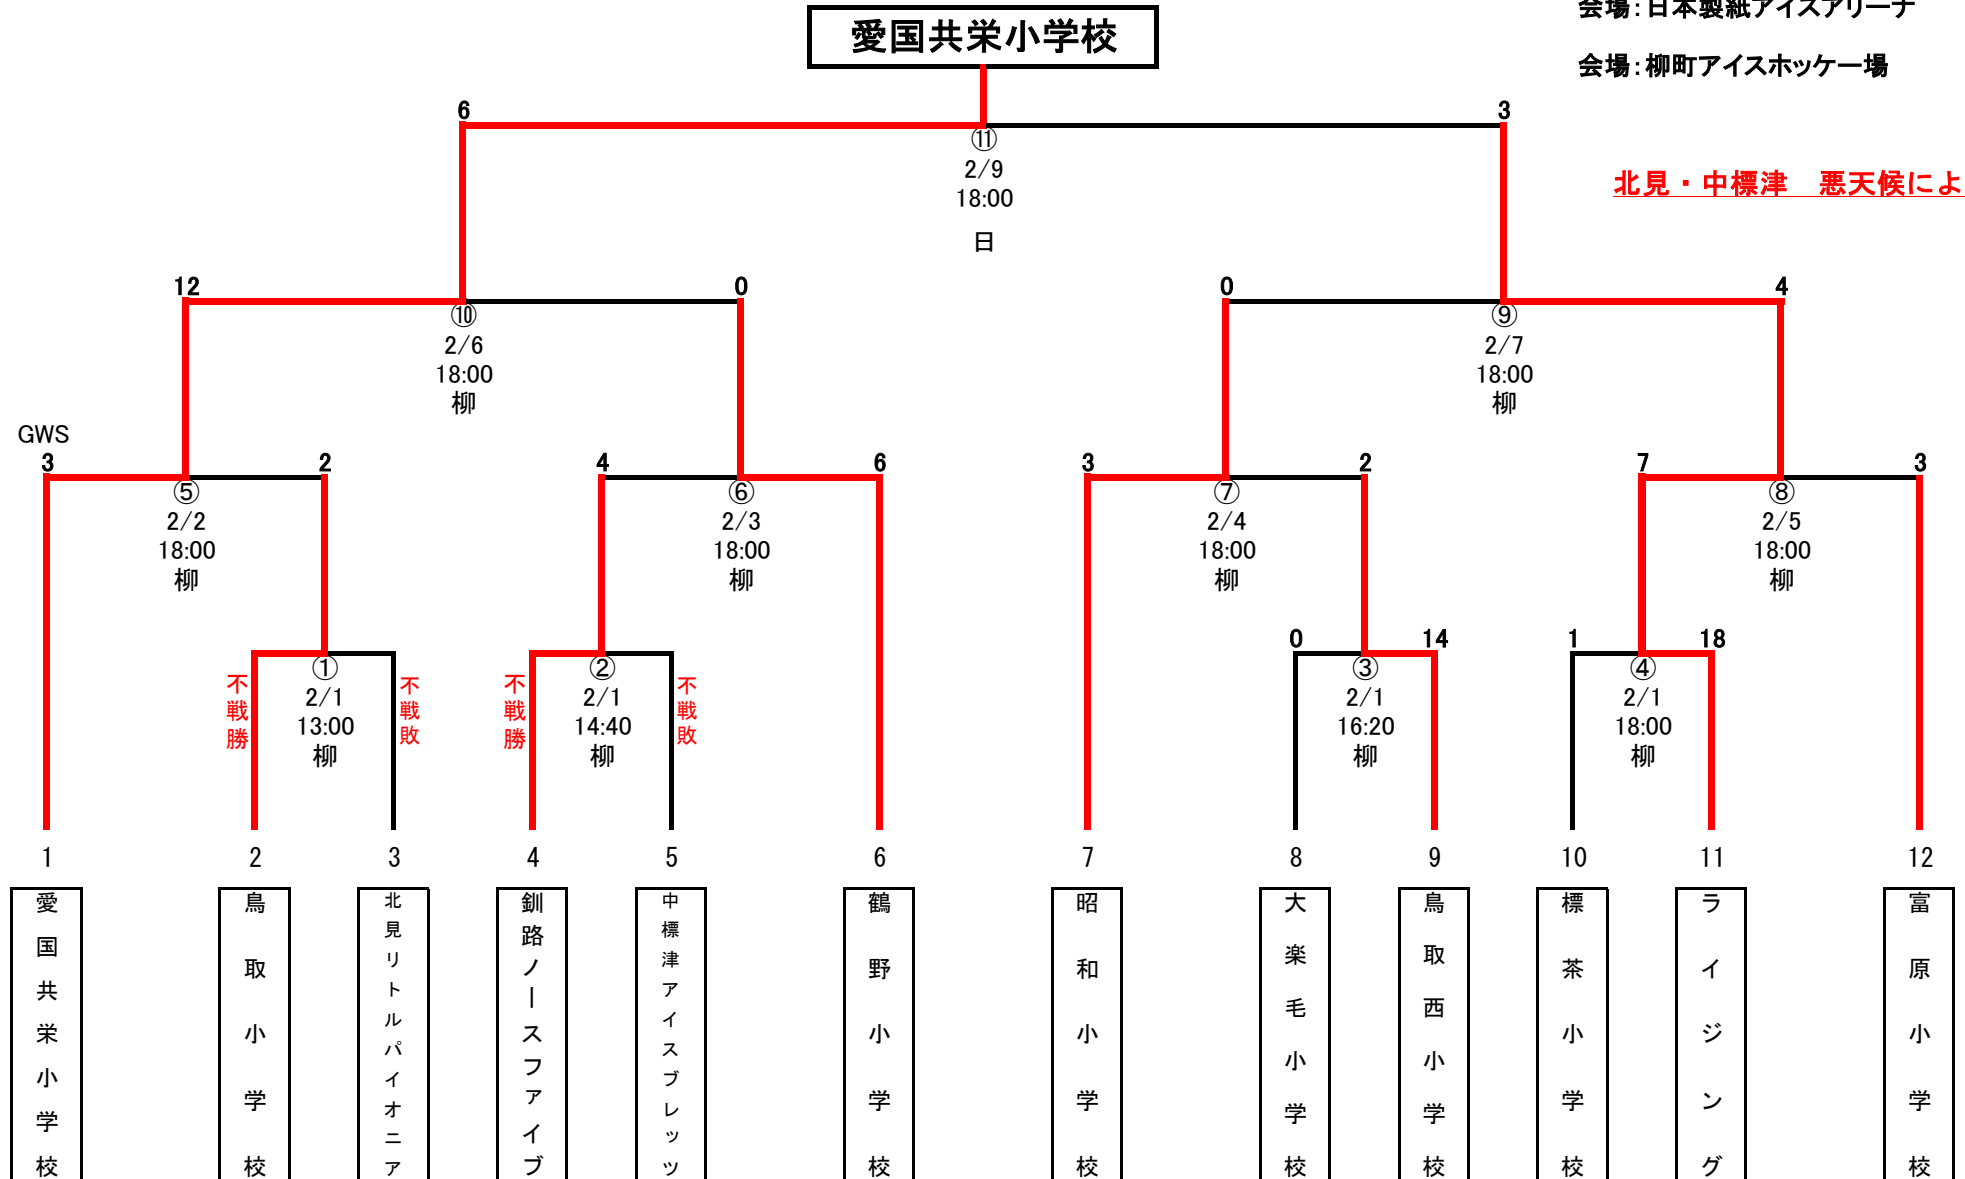 会場：日本製紙アイスアリーナ
愛国共栄小学校
会場：柳町アイスホッケー場
6
3
⑪
2/9
18:00
日
北見・中標津　悪天候によ
12
0
0
4
⑩
2/6
18:00
柳
⑨
2/7
18:00
柳
GWS
3
2
4
6
3
2
7
3
⑤
2/2
18:00
柳
⑥
2/3
18:00
柳
⑦
2/4
18:00
柳
⑧
2/5
18:00
柳
0
14
1
18
不戦勝
①
2/1
13:00
柳
不戦敗
不戦勝
②
2/1
14:40
柳
不戦敗
③
2/1
16:20
柳
④
2/1
18:00
柳
1
2
3
4
5
6
7
8
9
10
11
12
愛国共栄小学校
鳥取小学校
北見リトルパイオニア
釧路ノースファイブ
中標津アイスブレッツ
鶴野小学校
昭和小学校
大楽毛小学校
鳥取西小学校
標茶小学校
ライジング
富原小学校